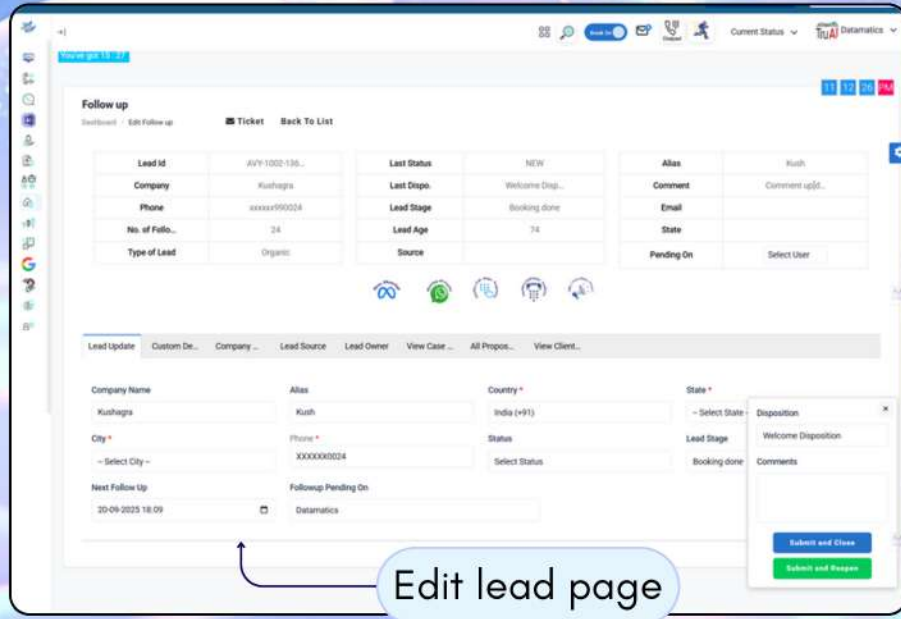 Current Status
TruAI Datamatics
You've got 15 : 27
11 12 26 PM
Follow up
Dashboard / Edit Follow up
Ticket Back To List
Lead Id AVY-1002-136...
Company Kushagra
Phone xxxxxx990024
No. of Follo... 24
Type of Lead Organic
Last Status NEW
Last Dispo. Welcome Disp...
Lead Stage Booking done
Lead Age 74
Source
Alias Kush
Comment Comment upjd...
Email
State
Pending On Select User
Lead Update Custom De... Company ... Lead Source Lead Owner View Case ... All Propos... View Client...
Company Name Alias Country * State *
Kushagra Kush India (+91) -- Select State
City * Phone * Status Lead Stage
-- Select City -- XXXXXX0024 Select Status Booking done
Next Follow Up Followup Pending On
20-09-2025 18:09 Datamatics
Disposition ×
Welcome Disposition
Comments
Submit and Close
Submit and Reopen
Edit lead page